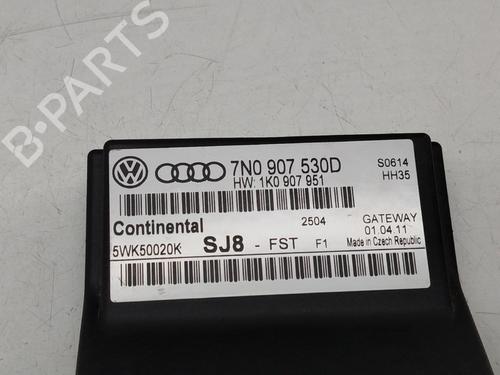 B-PARTS
7N0 907 530D S0614
HW: 1K0 907 951 HH35
Continental 2504 GATEWAY
5WK50020K SJ8 - FST F1 01.04.11
Made in Czech Republic